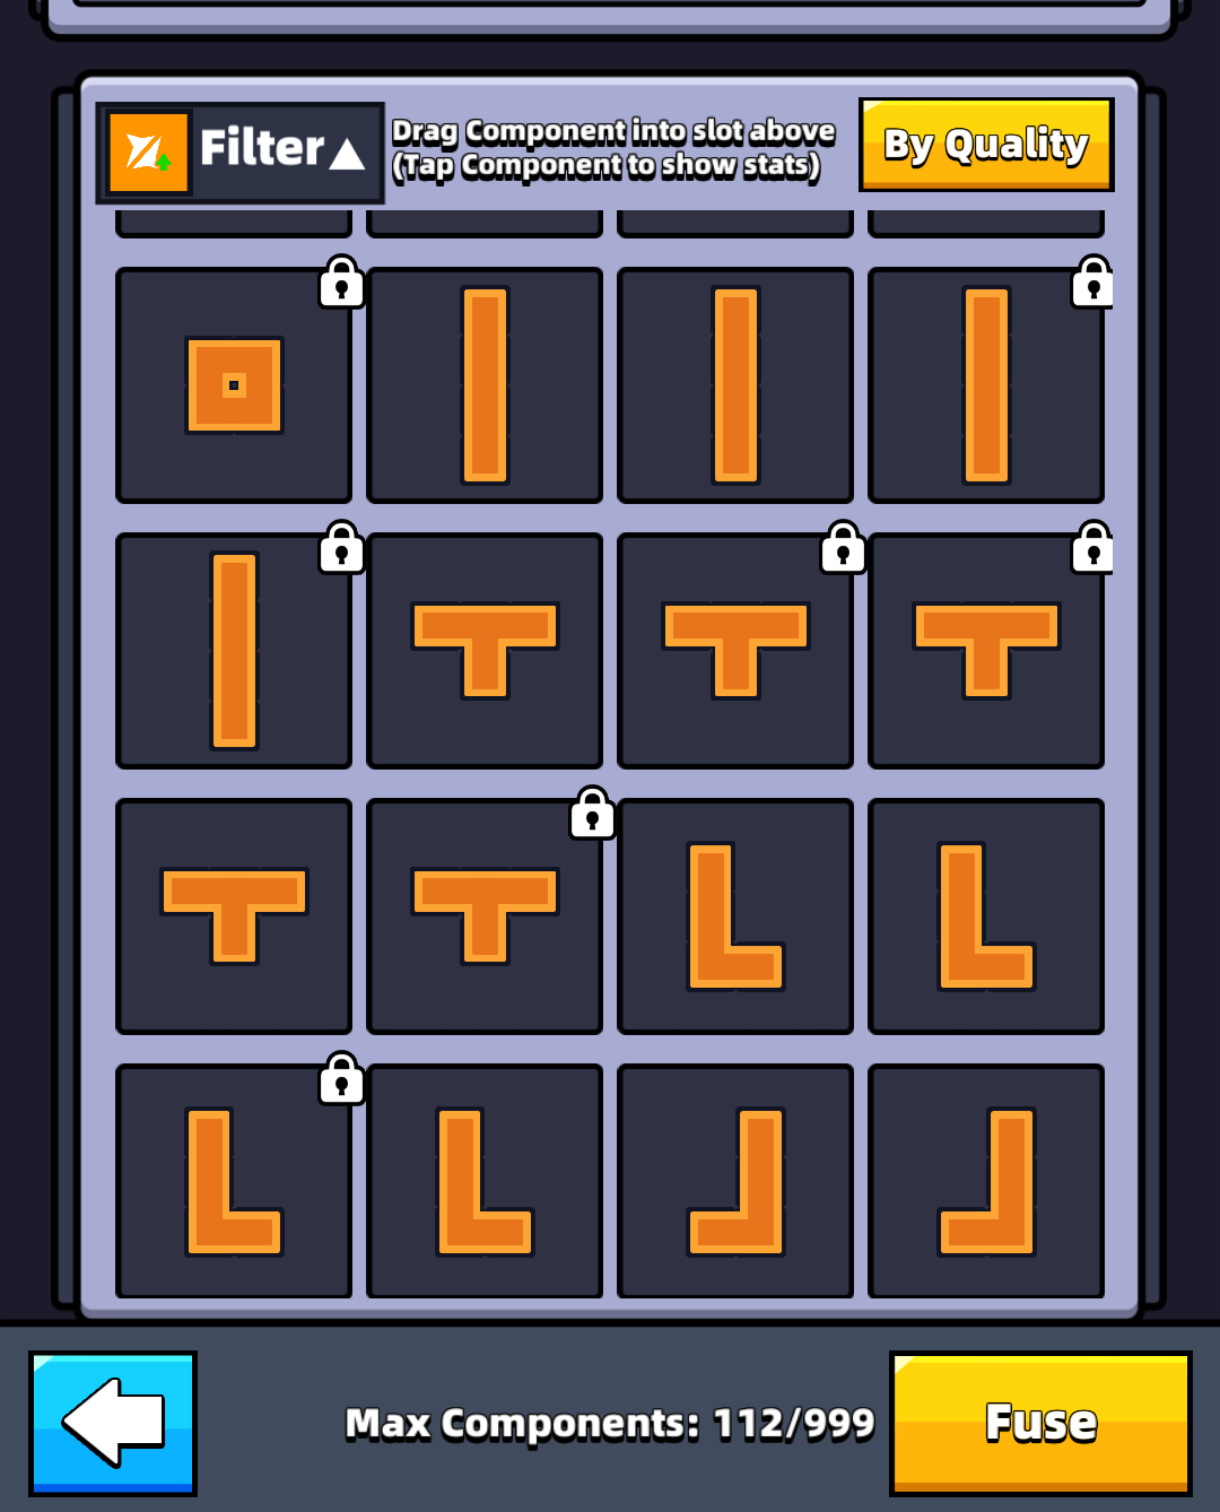 Filter▲
Drag Component into slot above
(Tap Component to show stats)
By Quality
Max Components: 112/999
Fuse